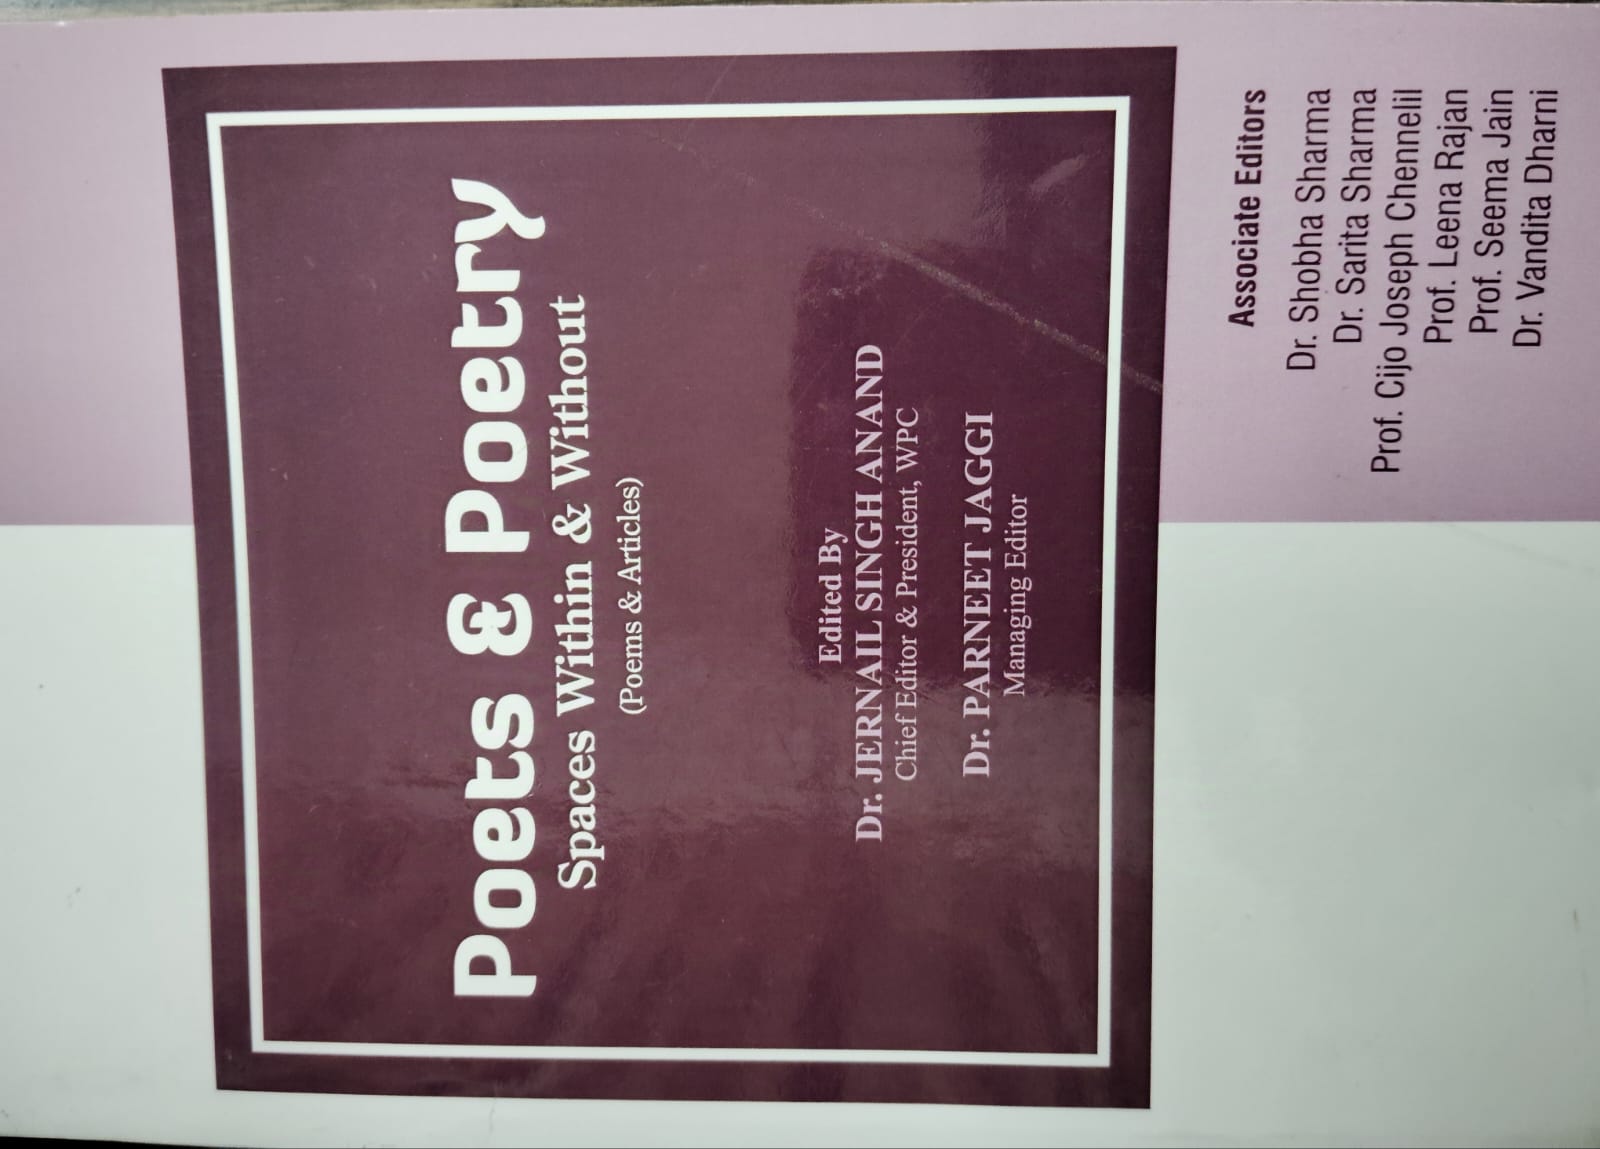 Poets & Poetry
Spaces Within & Without
(Poems & Articles)
Edited By
Dr. JERNAIL SINGH ANAND
Chief Editor & President, WPC
Dr. PARNEET JAGGI
Managing Editor
Associate Editors
Dr. Shobha Sharma
Dr. Sarita Sharma
Prof. Cijo Joseph Chennelil
Prof. Leena Rajan
Prof. Seema Jain
Dr. Vandita Dharni